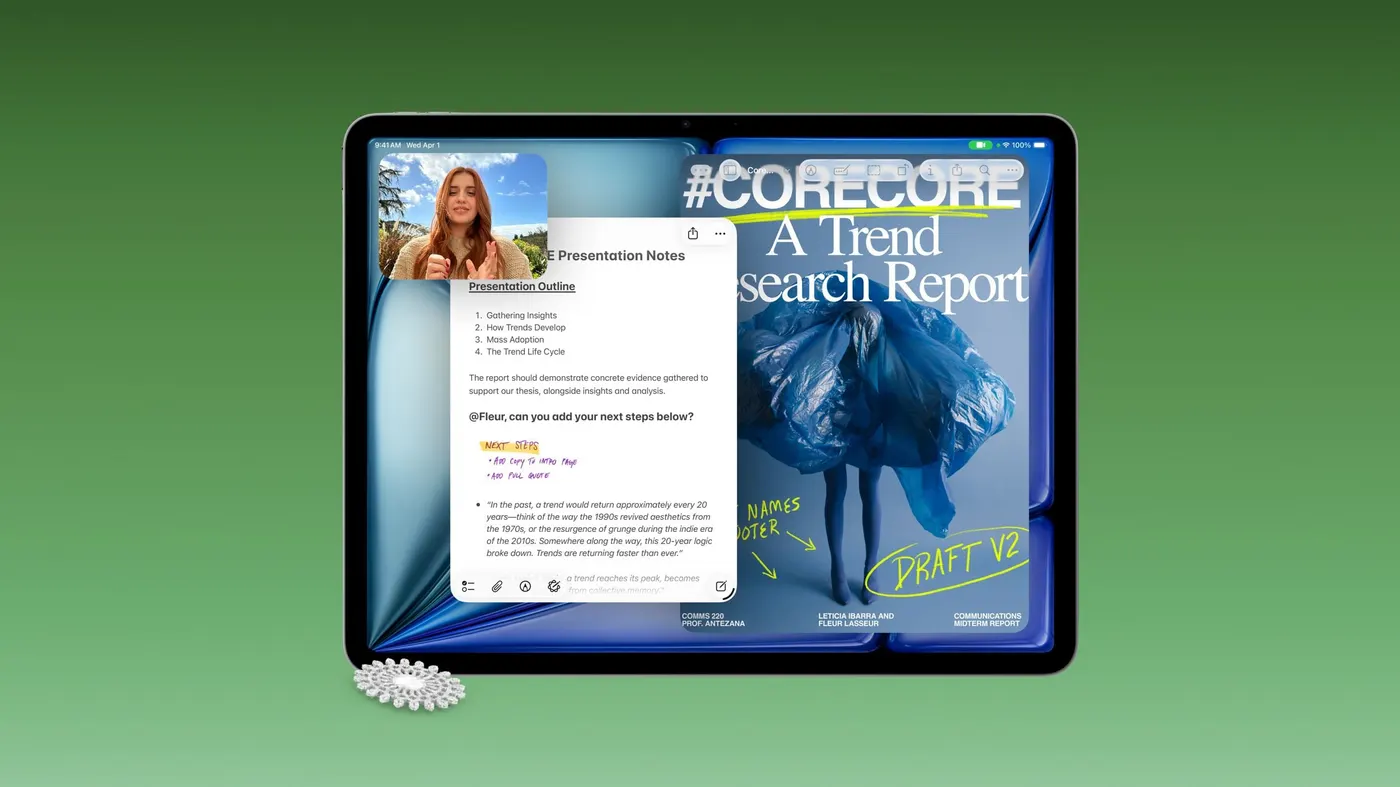 9:41 AM Wed Apr 1
100%
Core...
#CORECORE
A Trend
esearch Report
E Presentation Notes
Presentation Outline
1. Gathering Insights
2. How Trends Develop
3. Mass Adoption
4. The Trend Life Cycle
The report should demonstrate concrete evidence gathered to
support our thesis, alongside insights and analysis.
@Fleur, can you add your next steps below?
NEXT STEPS
• ADD COPY TO INTRO PAGE
• ADD PULL QUOTE
• “In the past, a trend would return approximately every 20
years—think of the way the 1990s revived aesthetics from
the 1970s, or the resurgence of grunge during the indie era
of the 2010s. Somewhere along the way, this 20-year logic
broke down. Trends are returning faster than ever.”
a trend reaches its peak, becomes
from collective memory.”
NAMES
OOTER
DRAFT V2
COMMS 220
PROF. ANTEZANA
LETICIA IBARRA AND
FLEUR LASSEUR
COMMUNICATIONS
MIDTERM REPORT